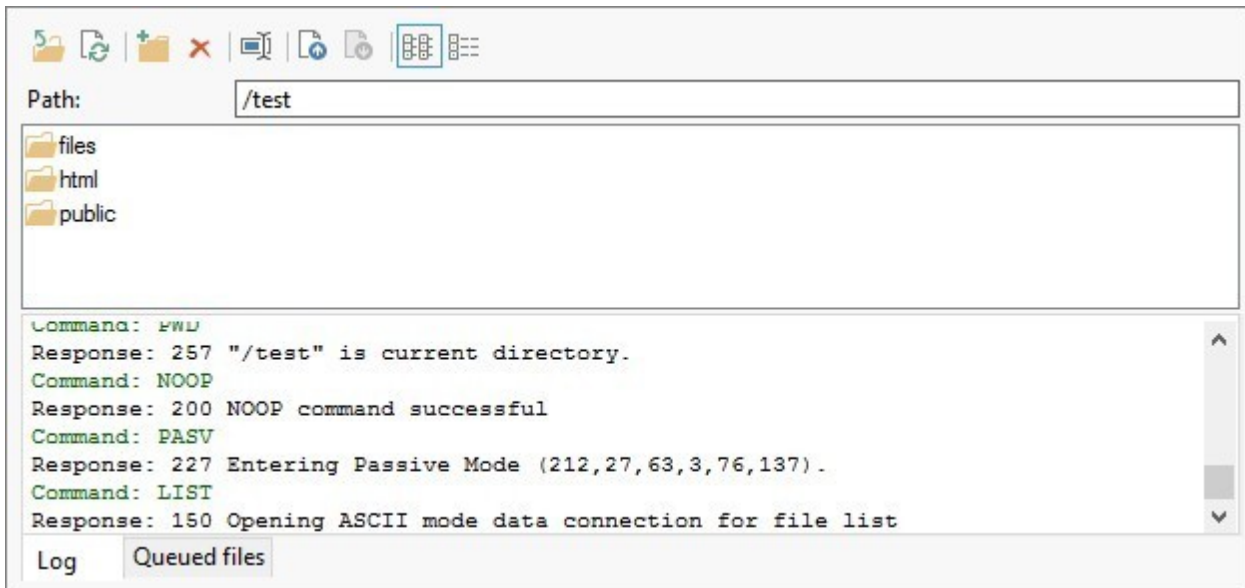 Path: /test
files
html
public
Command: PWD
Response: 257 "/test" is current directory.
Command: NOOP
Response: 200 NOOP command successful
Command: PASV
Response: 227 Entering Passive Mode (212,27,63,3,76,137).
Command: LIST
Response: 150 Opening ASCII mode data connection for file list
Log Queued files